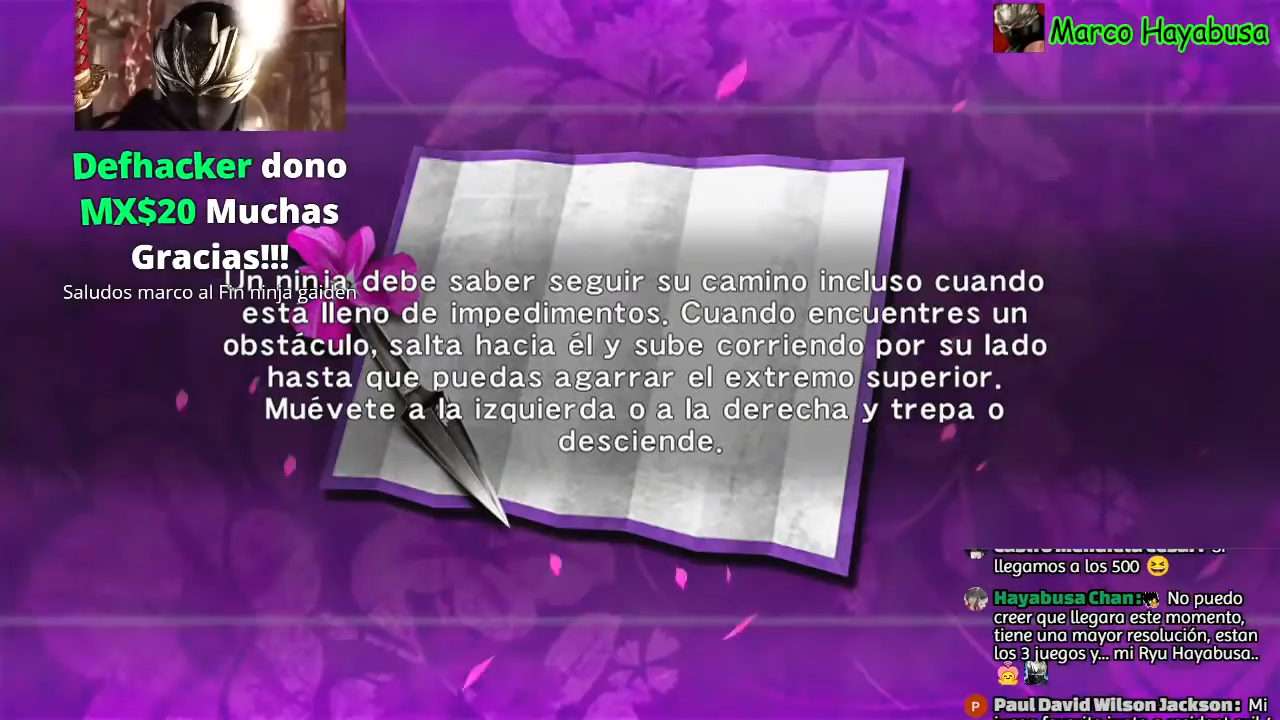 Marco Hayabusa
Defhacker dono
MX$20 Muchas
Gracias!!!
Saludos marco al Fin ninja gaiden
Un ninja debe saber seguir su camino incluso cuando
esta lleno de impedimentos. Cuando encuentres un
obstáculo, salta hacia él y sube corriendo por su lado
hasta que puedas agarrar el extremo superior.
Muévete a la izquierda o a la derecha y trepa o
desciende.
llegamos a los 500 😆
Hayabusa Chan: No puedo
creer que llegara este momento,
tiene una mayor resolución, estan
los 3 juegos y... mi Ryu Hayabusa..
P
Paul David Wilson Jackson: Mi